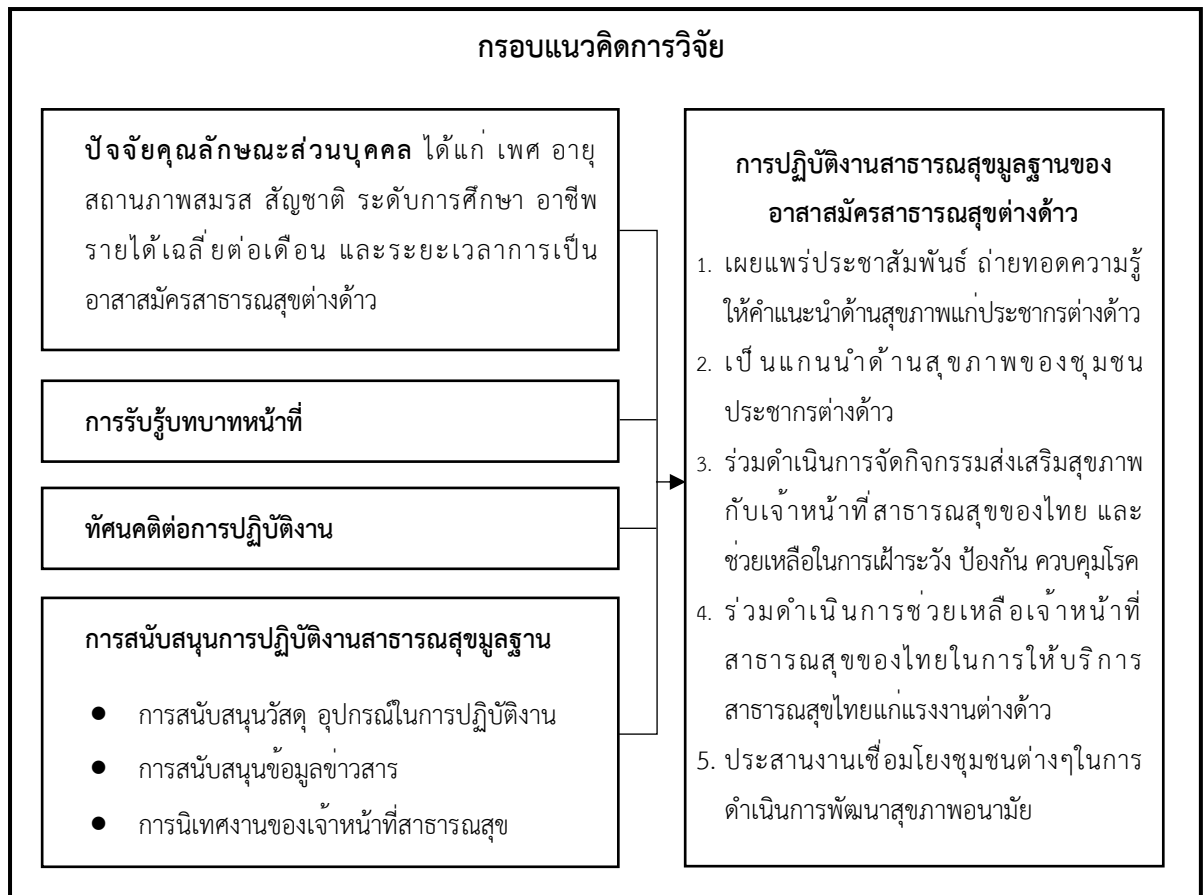 กรอบแนวคิดการวิจัย
ปัจจัยคุณลักษณะส่วนบุคคล ได้แก่ เพศ อายุ
สถานภาพสมรส สัญชาติ ระดับการศึกษา อาชีพ
รายได้เฉลี่ยต่อเดือน และระยะเวลาการเป็น
อาสาสมัครสาธารณสุขต่างด้าว
การรับรู้บทบาทหน้าที่
ทัศนคติต่อการปฏิบัติงาน
การสนับสนุนการปฏิบัติงานสาธารณสุขมูลฐาน
● การสนับสนุนวัสดุ อุปกรณ์ในการปฏิบัติงาน
● การสนับสนุนข้อมูลข่าวสาร
● การนิเทศงานของเจ้าหน้าที่สาธารณสุข
การปฏิบัติงานสาธารณสุขมูลฐานของ
อาสาสมัครสาธารณสุขต่างด้าว
1. เผยแพร่ประชาสัมพันธ์ ถ่ายทอดความรู้
ให้คำแนะนำด้านสุขภาพแก่ประชากรต่างด้าว
2. เป็นแกนนำด้านสุขภาพของชุมชน
ประชากรต่างด้าว
3. ร่วมดำเนินการจัดกิจกรรมส่งเสริมสุขภาพ
กับเจ้าหน้าที่สาธารณสุขของไทย และ
ช่วยเหลือในการเฝ้าระวัง ป้องกัน ควบคุมโรค
4. ร่วมดำเนินการช่วยเหลือเจ้าหน้าที่
สาธารณสุขของไทยในการให้บริการ
สาธารณสุขไทยแก่แรงงานต่างด้าว
5. ประสานงานเชื่อมโยงชุมชนต่างๆในการ
ดำเนินการพัฒนาสุขภาพอนามัย